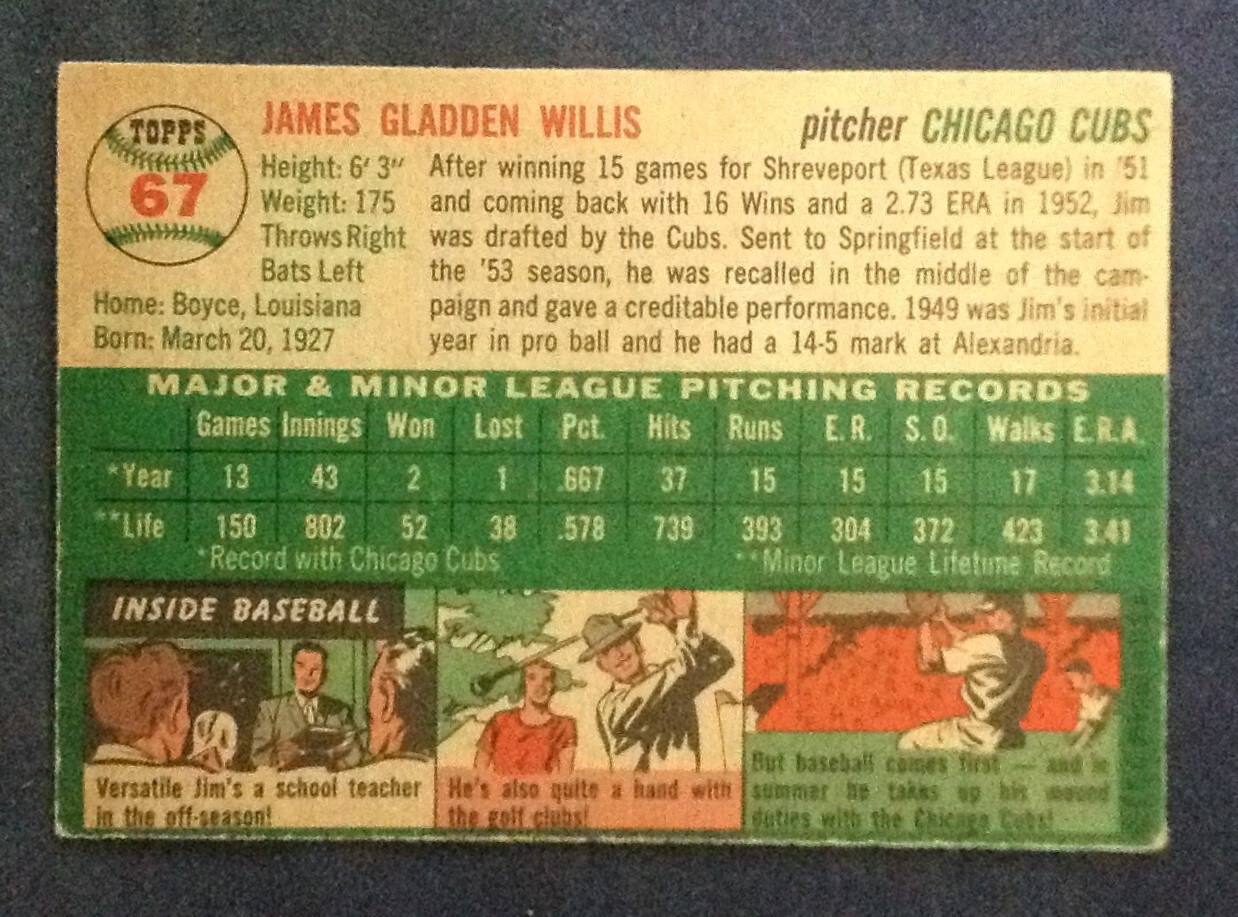 TOPPS
67
JAMES GLADDEN WILLIS
pitcher CHICAGO CUBS
Height: 6' 3"
Weight: 175
Throws Right
Bats Left
Home: Boyce, Louisiana
Born: March 20, 1927
After winning 15 games for Shreveport (Texas League) in '51
and coming back with 16 Wins and a 2.73 ERA in 1952, Jim
was drafted by the Cubs. Sent to Springfield at the start of
the '53 season, he was recalled in the middle of the cam-
paign and gave a creditable performance. 1949 was Jim's initial
year in pro ball and he had a 14-5 mark at Alexandria.
MAJOR & MINOR LEAGUE PITCHING RECORDS
Games Innings Won Lost Pct. Hits Runs E.R. S.O. Walks E.R.A.
*Year 13 43 2 1 .667 37 15 15 15 17 3.14
**Life 150 802 52 38 .578 739 393 304 372 423 3.41
*Record with Chicago Cubs **Minor League Lifetime Record
INSIDE BASEBALL
Versatile Jim's a school teacher
in the off-season!
He's also quite a hand with
the golf clubs!
But baseball comes first — and in
summer he takes up his mound
duties with the Chicago Cubs!